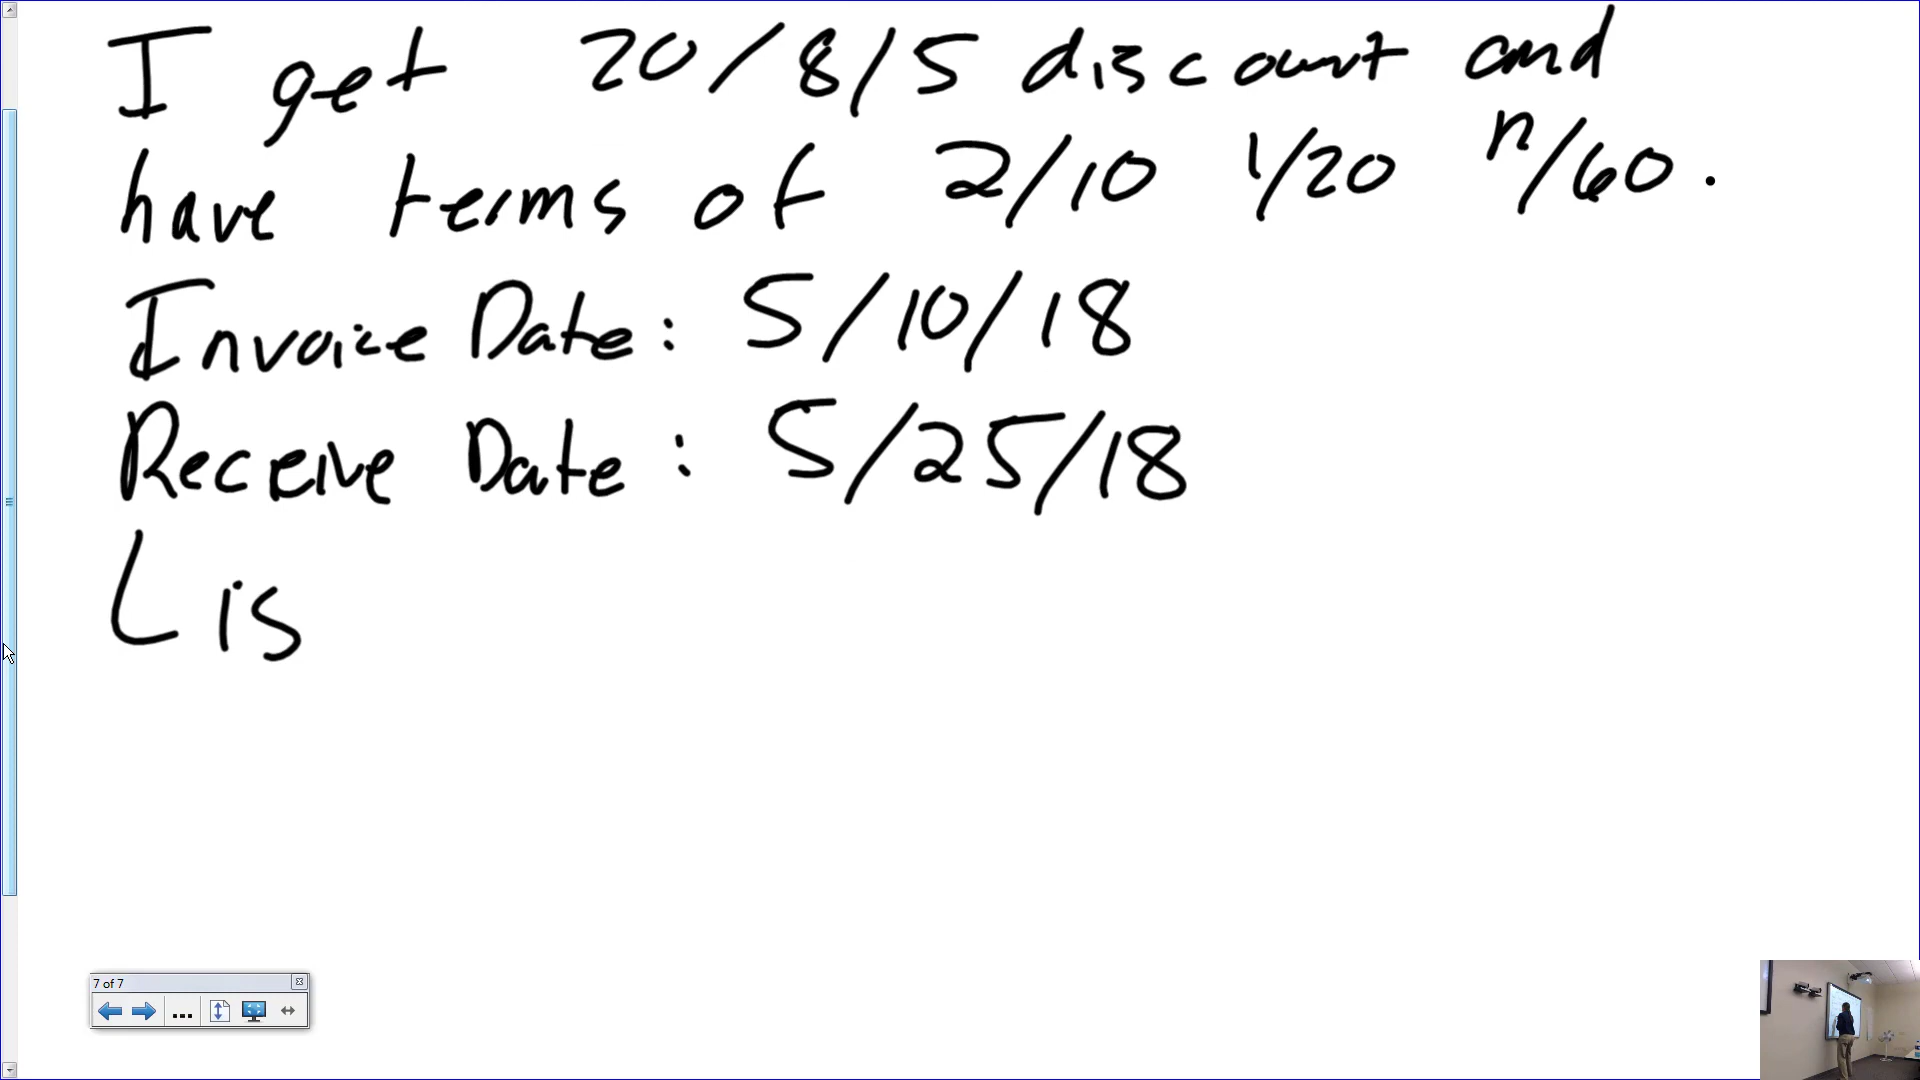 I get 20/8/5 discount and
have terms of 2/10 1/20 n/60.
Invoice Date: 5/10/18
Receive Date: 5/25/18
Lis
7 of 7
...